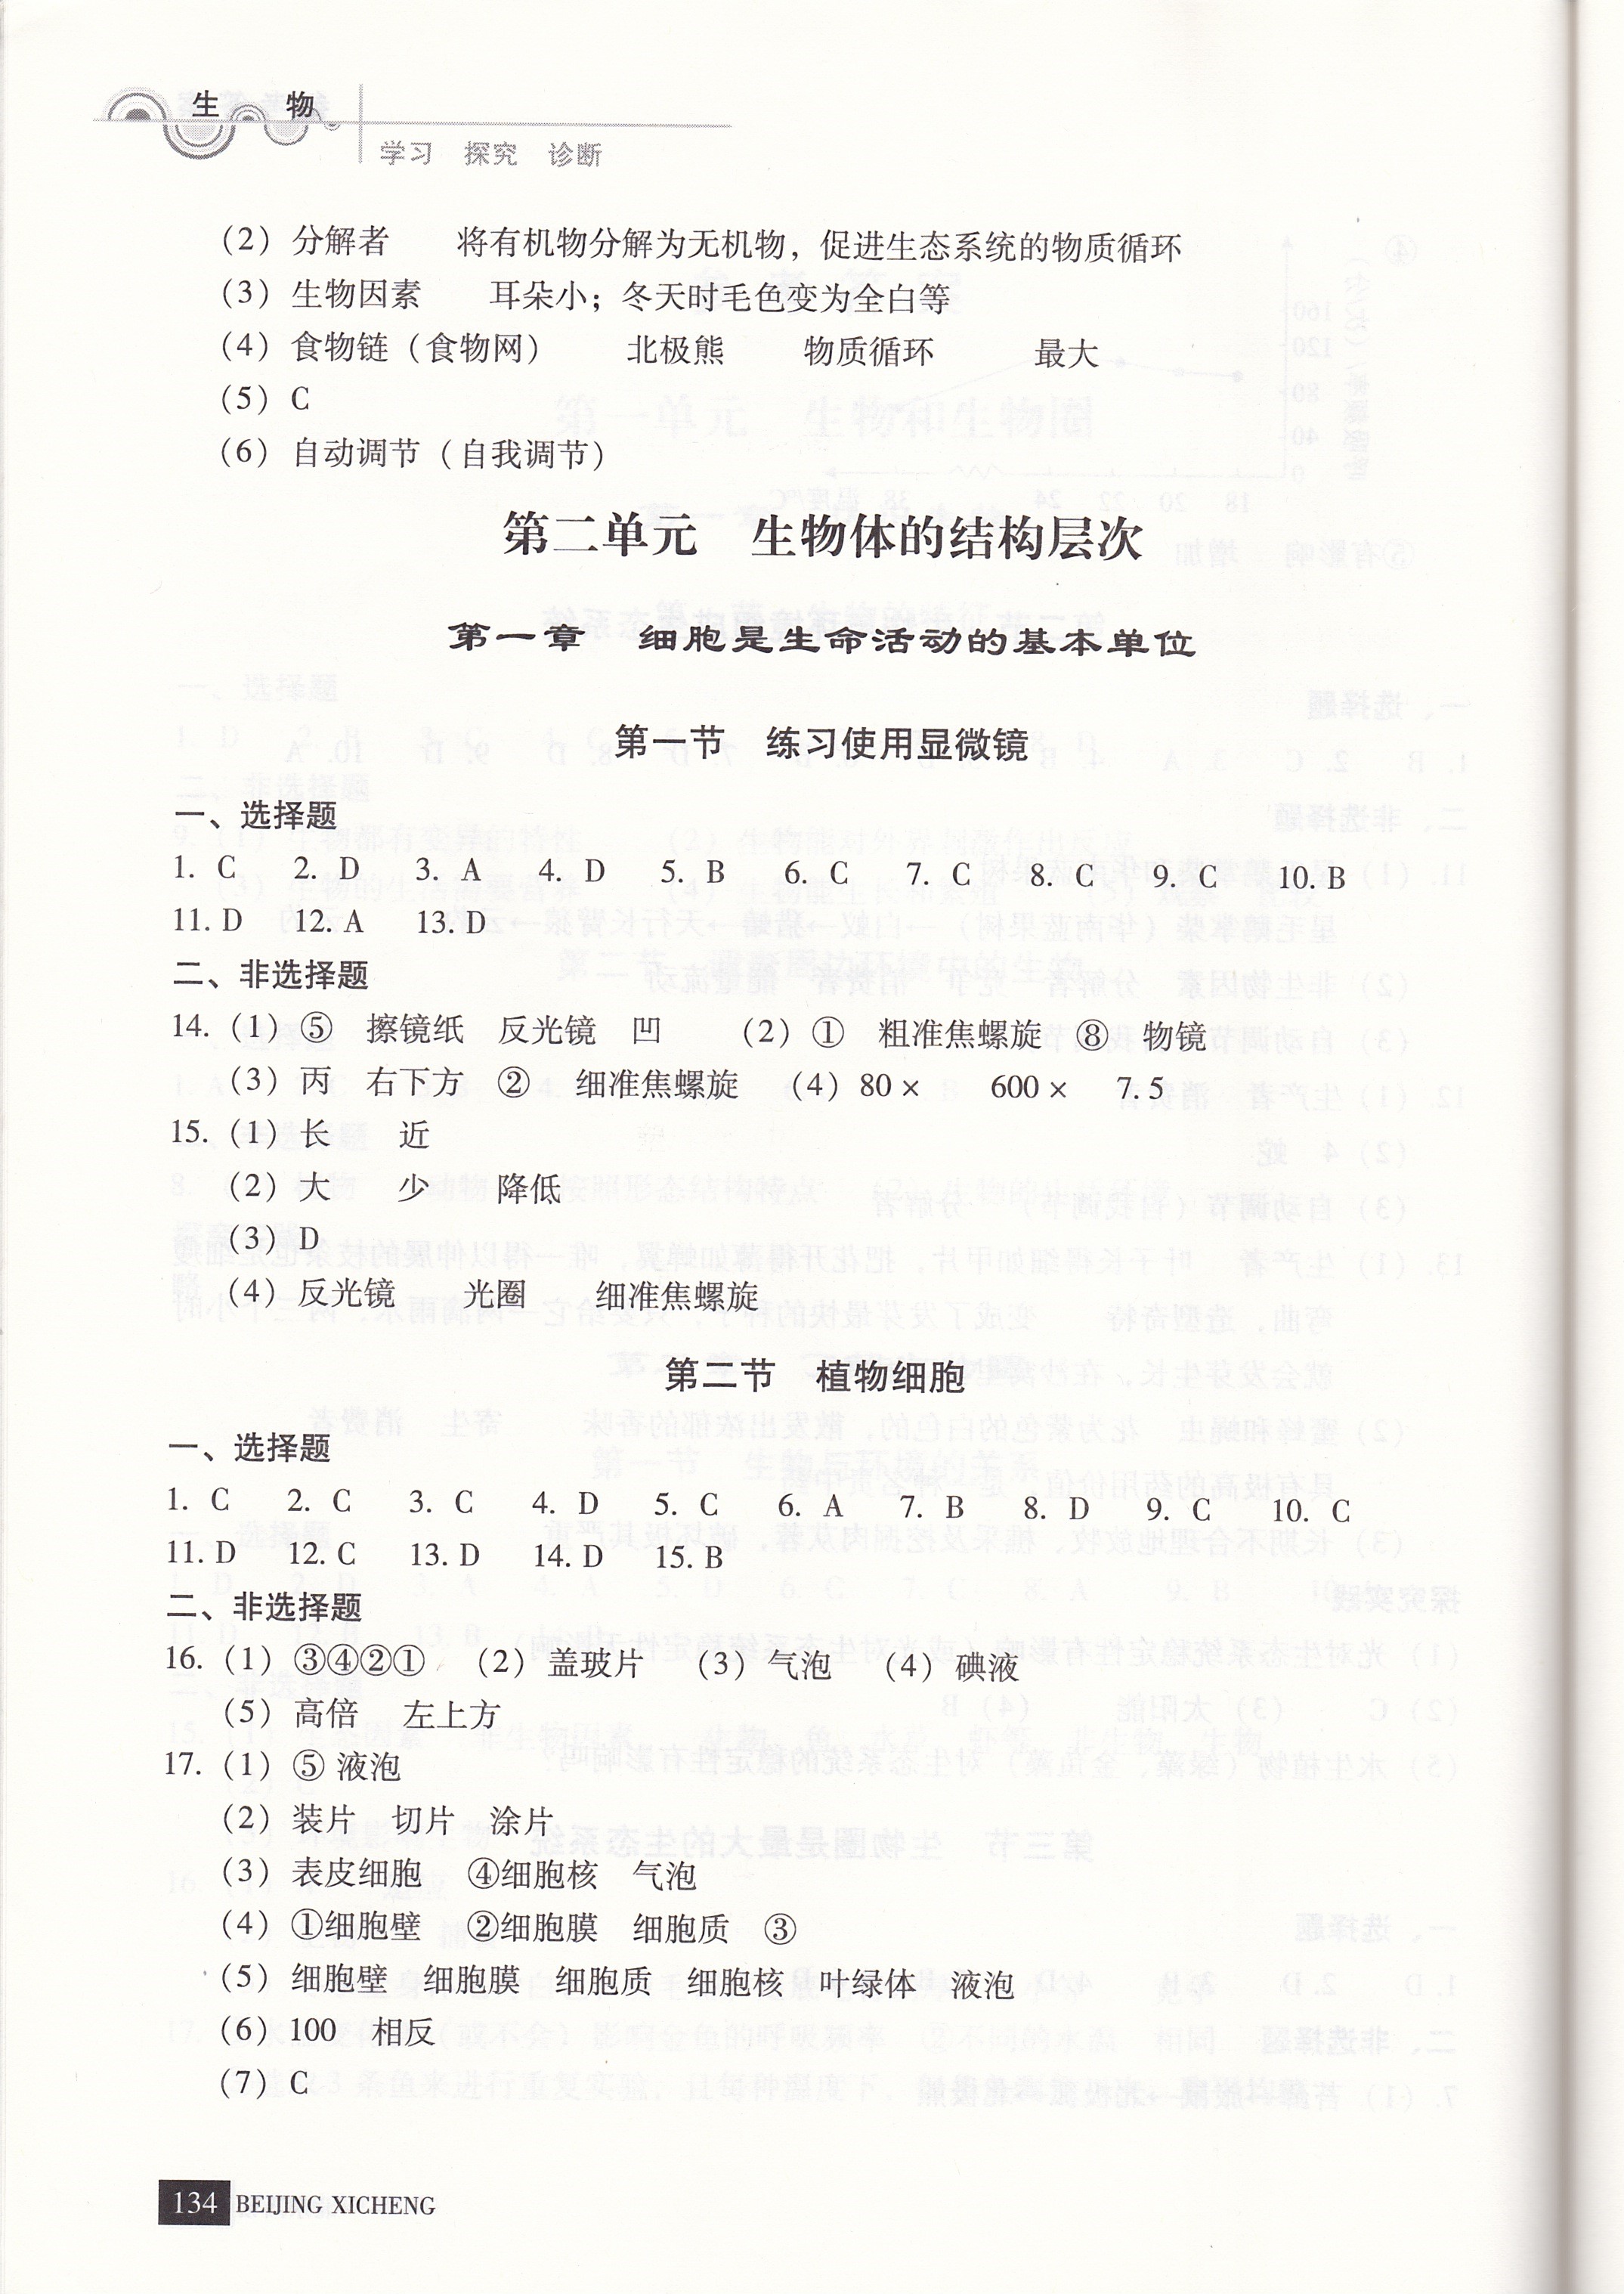 生 物
学习 探究 诊断
(2) 分解者 将有机物分解为无机物，促进生态系统的物质循环
(3) 生物因素 耳朵小；冬天时毛色变为全白等
(4) 食物链（食物网） 北极熊 物质循环 最大
(5) C
(6) 自动调节（自我调节）
第二单元 生物体的结构层次
第一章 细胞是生命活动的基本单位
第一节 练习使用显微镜
一、选择题
1. C 2. D 3. A 4. D 5. B 6. C 7. C 8. C 9. C 10. B
11. D 12. A 13. D
二、非选择题
14. (1) ⑤ 擦镜纸 反光镜 凹 (2) ① 粗准焦螺旋 ⑧ 物镜
(3) 丙 右下方 ② 细准焦螺旋 (4) 80× 600× 7.5
15. (1) 长 近
(2) 大 少 降低
(3) D
(4) 反光镜 光圈 细准焦螺旋
第二节 植物细胞
一、选择题
1. C 2. C 3. C 4. D 5. C 6. A 7. B 8. D 9. C 10. C
11. D 12. C 13. D 14. D 15. B
二、非选择题
16. (1) ③④②① (2) 盖玻片 (3) 气泡 (4) 碘液
(5) 高倍 左上方
17. (1) ⑤ 液泡
(2) 装片 切片 涂片
(3) 表皮细胞 ④细胞核 气泡
(4) ①细胞壁 ②细胞膜 细胞质 ③
(5) 细胞壁 细胞膜 细胞质 细胞核 叶绿体 液泡
(6) 100 相反
(7) C
134 BEIJING XICHENG